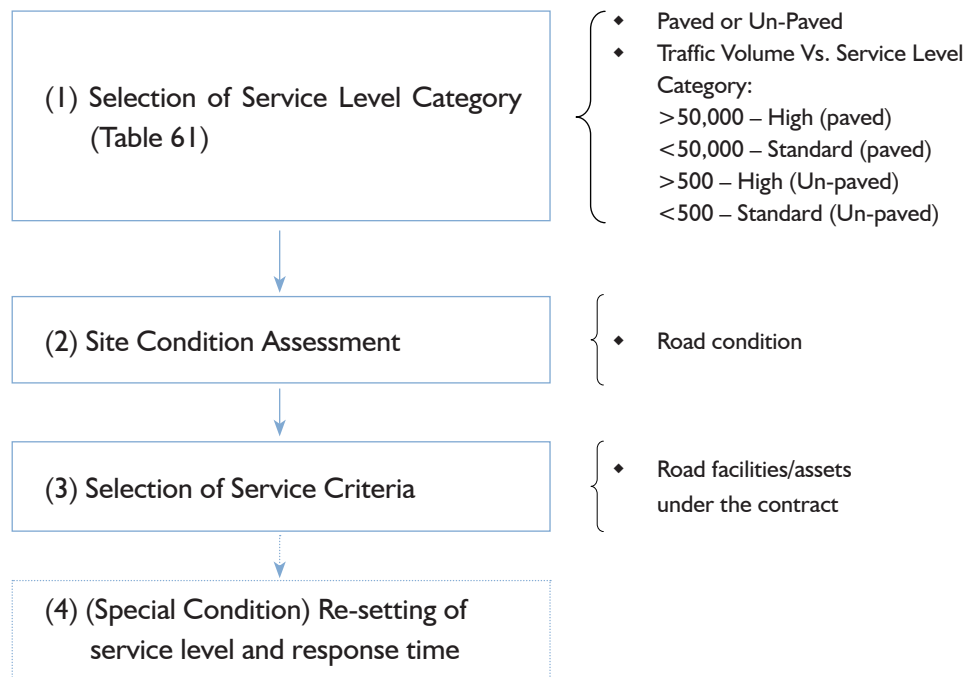 (1) Selection of Service Level Category
(Table 61)
◆ Paved or Un-Paved
◆ Traffic Volume Vs. Service Level
Category:
>50,000 – High (paved)
<50,000 – Standard (paved)
>500 – High (Un-paved)
<500 – Standard (Un-paved)
(2) Site Condition Assessment
◆ Road condition
(3) Selection of Service Criteria
◆ Road facilities/assets
under the contract
(4) (Special Condition) Re-setting of
service level and response time